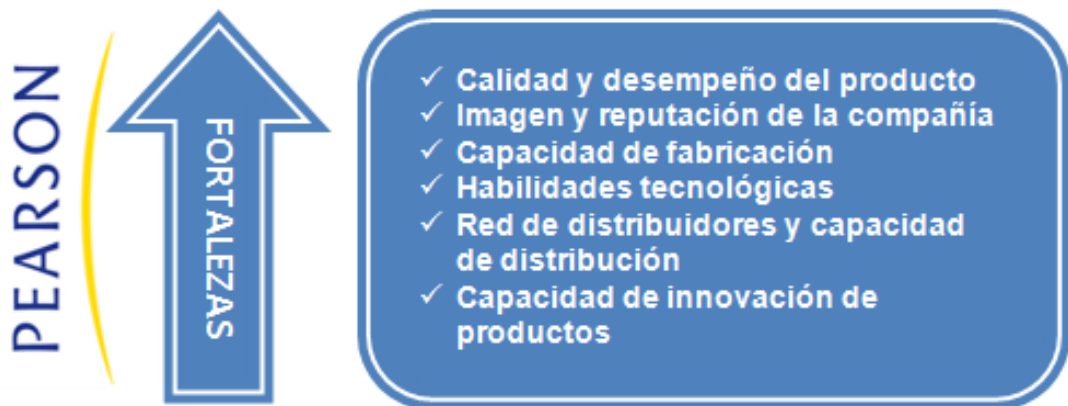 PEARSON
FORTALEZAS
✓ Calidad y desempeño del producto
✓ Imagen y reputación de la compañía
✓ Capacidad de fabricación
✓ Habilidades tecnológicas
✓ Red de distribuidores y capacidad
de distribución
✓ Capacidad de innovación de
productos